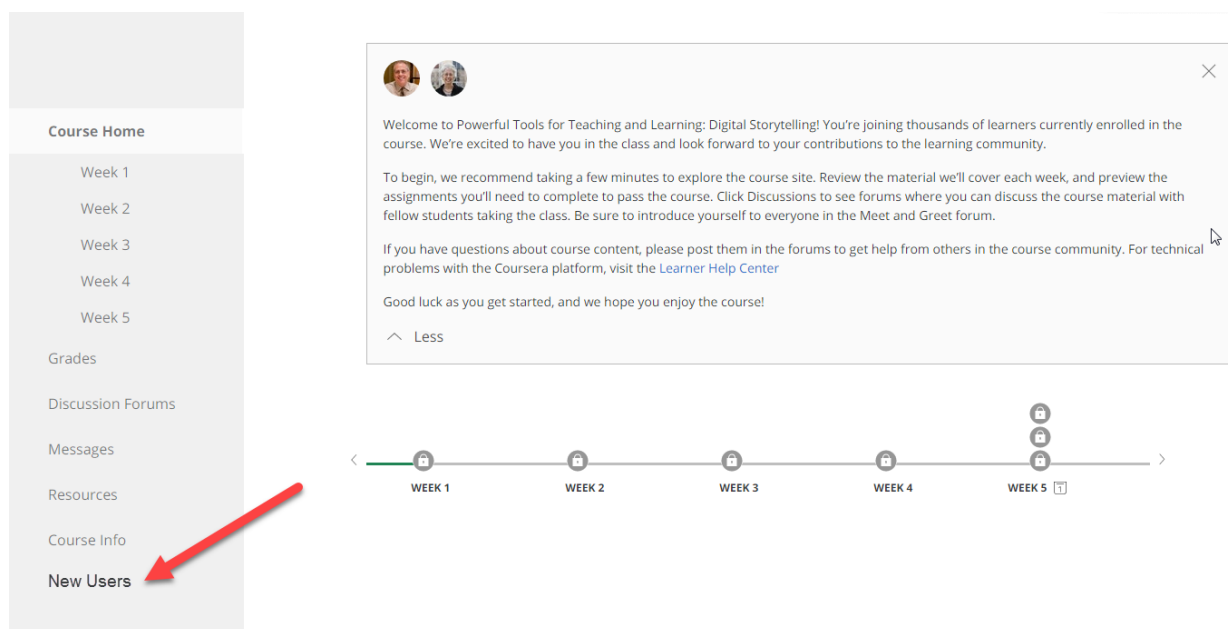 Course Home
Week 1
Week 2
Week 3
Week 4
Week 5
Grades
Discussion Forums
Messages
Resources
Course Info
New Users
Welcome to Powerful Tools for Teaching and Learning: Digital Storytelling! You're joining thousands of learners currently enrolled in the
course. We're excited to have you in the class and look forward to your contributions to the learning community.
To begin, we recommend taking a few minutes to explore the course site. Review the material we'll cover each week, and preview the
assignments you'll need to complete to pass the course. Click Discussions to see forums where you can discuss the course material with
fellow students taking the class. Be sure to introduce yourself to everyone in the Meet and Greet forum.
If you have questions about course content, please post them in the forums to get help from others in the course community. For technical
problems with the Coursera platform, visit the Learner Help Center
Good luck as you get started, and we hope you enjoy the course!
Less
WEEK 1 WEEK 2 WEEK 3 WEEK 4 WEEK 5 1